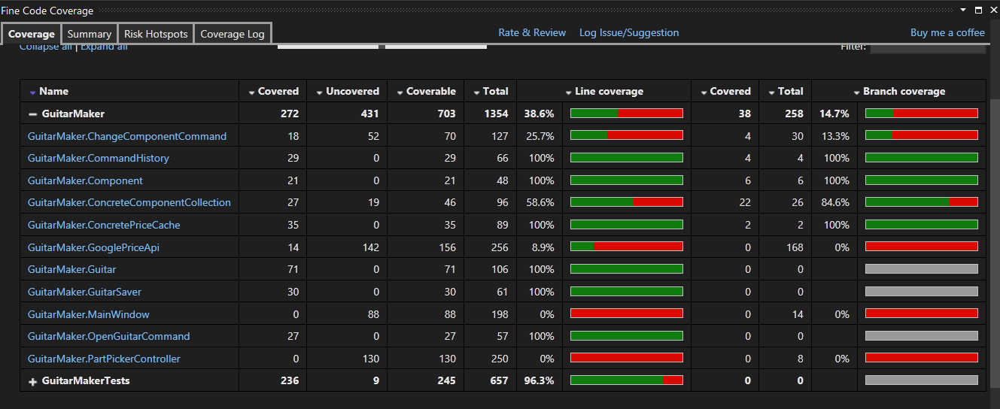 Fine Code Coverage
Coverage Summary Risk Hotspots Coverage Log Rate & Review Log Issue/Suggestion Buy me a coffee
Collapse all | Expand all Filter:
Name Covered Uncovered Coverable Total Line coverage Covered Total Branch coverage
GuitarMaker 272 431 703 1354 38.6% 38 258 14.7%
GuitarMaker.ChangeComponentCommand 18 52 70 127 25.7% 4 30 13.3%
GuitarMaker.CommandHistory 29 0 29 66 100% 4 4 100%
GuitarMaker.Component 21 0 21 48 100% 6 6 100%
GuitarMaker.ConcreteComponentCollection 27 19 46 96 58.6% 22 26 84.6%
GuitarMaker.ConcretePriceCache 35 0 35 89 100% 2 2 100%
GuitarMaker.GooglePriceApi 14 142 156 256 8.9% 0 168 0%
GuitarMaker.Guitar 71 0 71 106 100% 0 0
GuitarMaker.GuitarSaver 30 0 30 61 100% 0 0
GuitarMaker.MainWindow 0 88 88 198 0% 0 14 0%
GuitarMaker.OpenGuitarCommand 27 0 27 57 100% 0 0
GuitarMaker.PartPickerController 0 130 130 250 0% 0 8 0%
GuitarMakerTests 236 9 245 657 96.3% 0 0